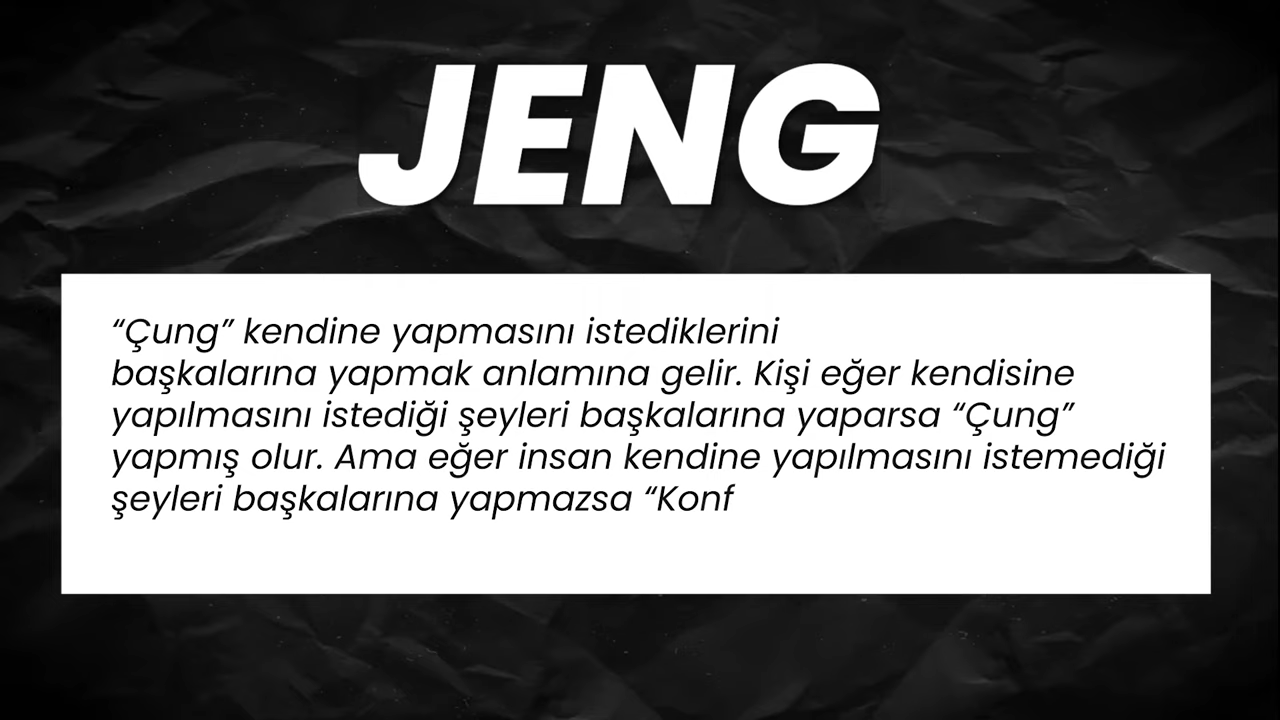 JENG
“Çung” kendine yapmasını istediklerini
başkalarına yapmak anlamına gelir. Kişi eğer kendisine
yapılmasını istediği şeyleri başkalarına yaparsa “Çung”
yapmış olur. Ama eğer insan kendine yapılmasını istemediği
şeyleri başkalarına yapmazsa “Konf